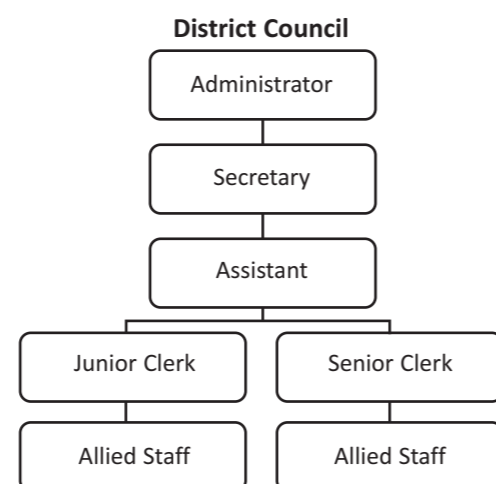 District Council
Administrator
Secretary
Assistant
Junior Clerk
Senior Clerk
Allied Staff
Allied Staff